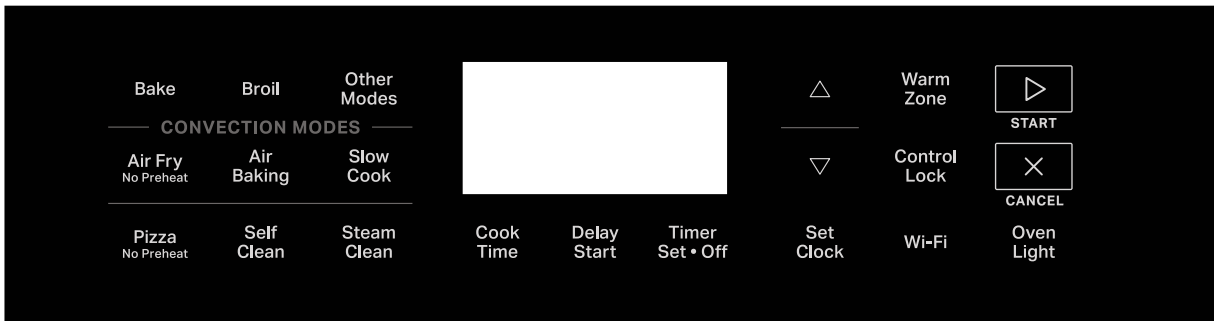 Bake
Broil
Other
Modes
CONVECTION MODES
Air Fry
No Preheat
Air
Baking
Slow
Cook
Pizza
No Preheat
Self
Clean
Steam
Clean
Cook
Time
Delay
Start
Timer
Set • Off
Set
Clock
Warm
Zone
START
Control
Lock
CANCEL
Wi-Fi
Oven
Light